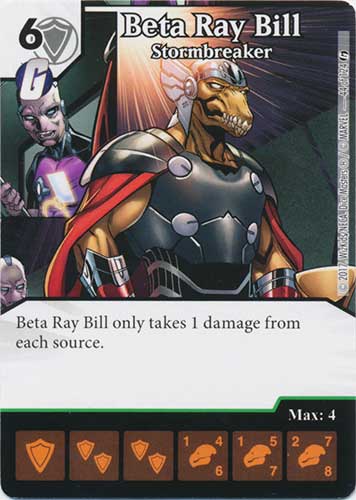 6
Beta Ray Bill
Stormbreaker
G
Beta Ray Bill only takes 1 damage from
each source.
Max: 4
1 4 6
1 5 7
2 7 8